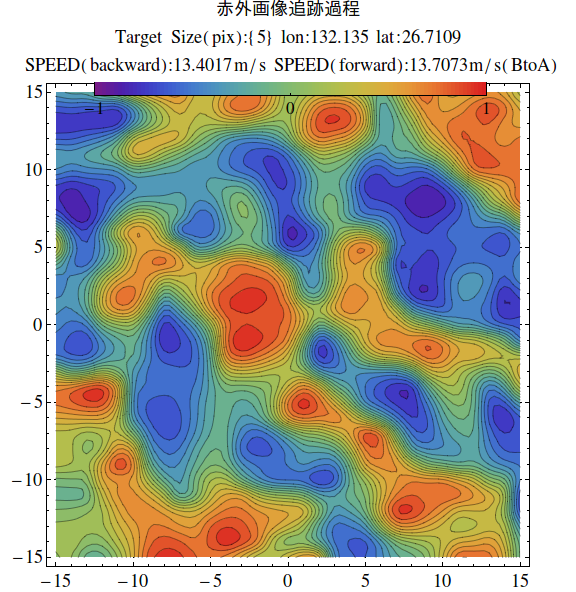 赤外画像追跡過程
Target Size(pix):{5} lon:132.135 lat:26.7109
SPEED(backward):13.4017m/s SPEED(forward):13.7073m/s(BtoA)
−1 0 1
15
10
5
0
−5
−10
−15
−15 −10 −5 0 5 10 15